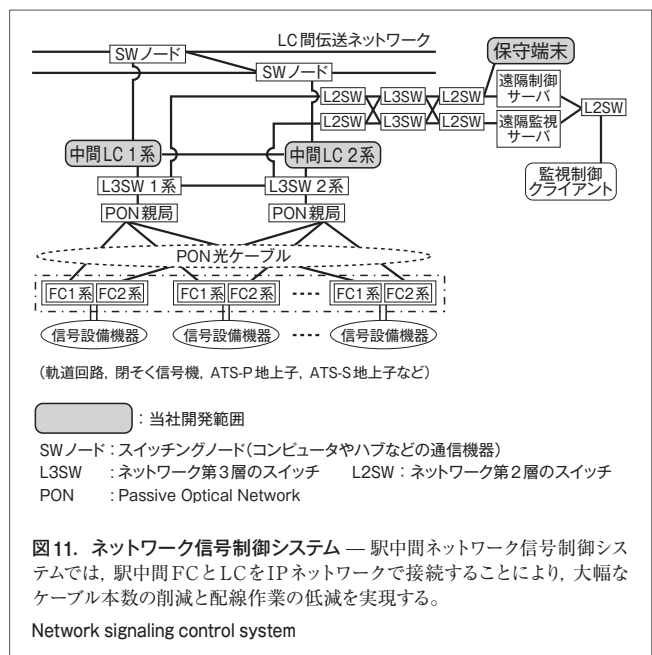 LC間伝送ネットワーク
SWノード
SWノード
保守端末
L2SW L3SW L2SW
遠隔制御
サーバ
L2SW L3SW L2SW
遠隔監視
サーバ
L2SW
中間LC 1系
中間LC 2系
監視制御
クライアント
L3SW 1系
L3SW 2系
PON親局
PON親局
PON光ケーブル
FC1系 FC2系 FC1系 FC2系 FC1系 FC2系
信号設備機器 信号設備機器 信号設備機器
(軌道回路, 閉そく信号機, ATS-P地上子, ATS-S地上子など)
:当社開発範囲
SWノード:スイッチングノード(コンピュータやハブなどの通信機器)
L3SW :ネットワーク第3層のスイッチ L2SW:ネットワーク第2層のスイッチ
PON :Passive Optical Network
図11. ネットワーク信号制御システム — 駅中間ネットワーク信号制御シス
テムでは, 駅中間FCとLCをIPネットワークで接続することにより, 大幅な
ケーブル本数の削減と配線作業の低減を実現する。
Network signaling control system